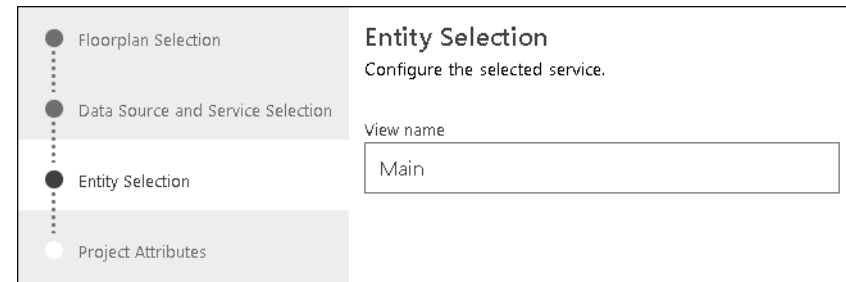 Floorplan Selection
Data Source and Service Selection
Entity Selection
Project Attributes
Entity Selection
Configure the selected service.
View name
Main